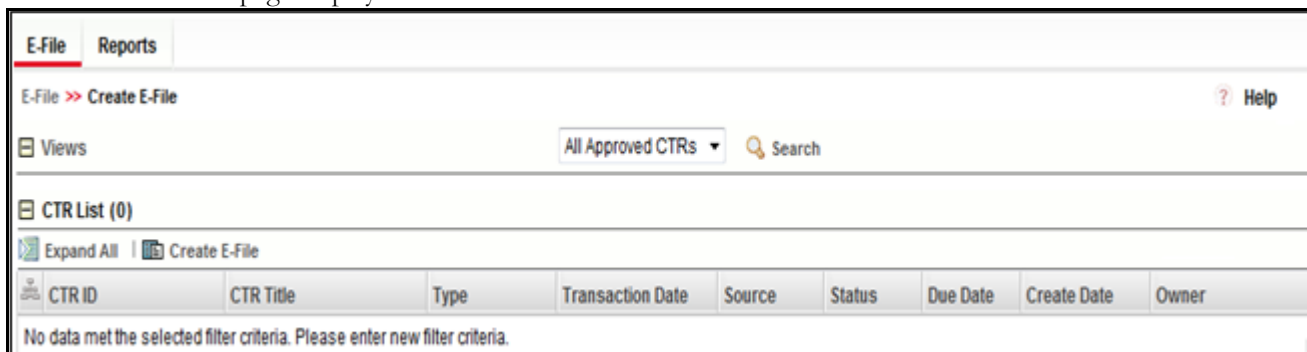 E-File Reports
E-File >> Create E-File ? Help
Views All Approved CTRs Search
CTR List (0)
Expand All | Create E-File
CTR ID CTR Title Type Transaction Date Source Status Due Date Create Date Owner
No data met the selected filter criteria. Please enter new filter criteria.